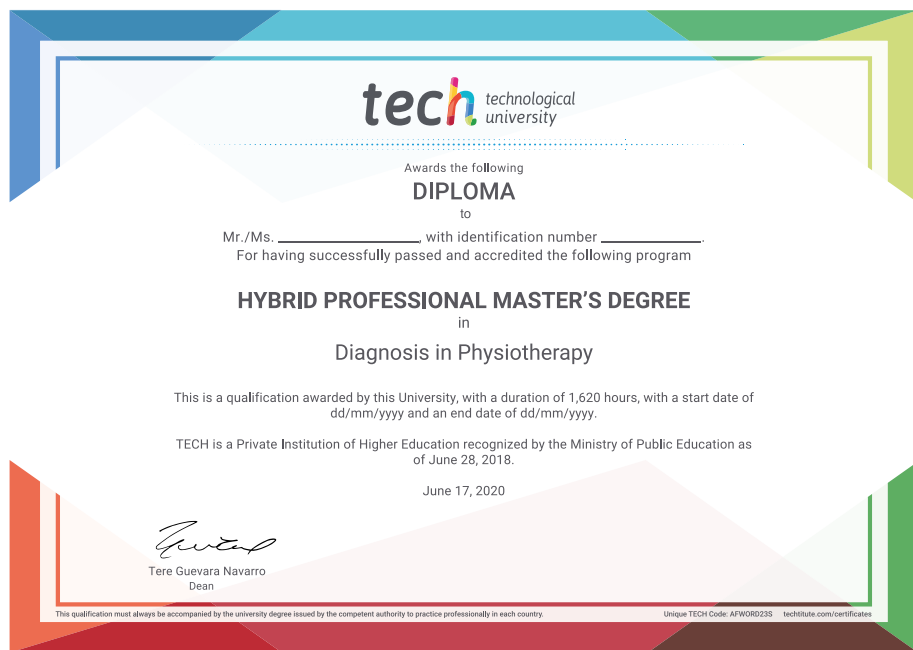 tech technological
university
Awards the following
DIPLOMA
to
Mr./Ms. ____________________, with identification number ______________.
For having successfully passed and accredited the following program
HYBRID PROFESSIONAL MASTER'S DEGREE
in
Diagnosis in Physiotherapy
This is a qualification awarded by this University, with a duration of 1,620 hours, with a start date of
dd/mm/yyyy and an end date of dd/mm/yyyy.
TECH is a Private Institution of Higher Education recognized by the Ministry of Public Education as
of June 28, 2018.
June 17, 2020
Tere Guevara Navarro
Dean
This qualification must always be accompanied by the university degree issued by the competent authority to practice professionally in each country. Unique TECH Code: AFWORD23S techtitute.com/certificates